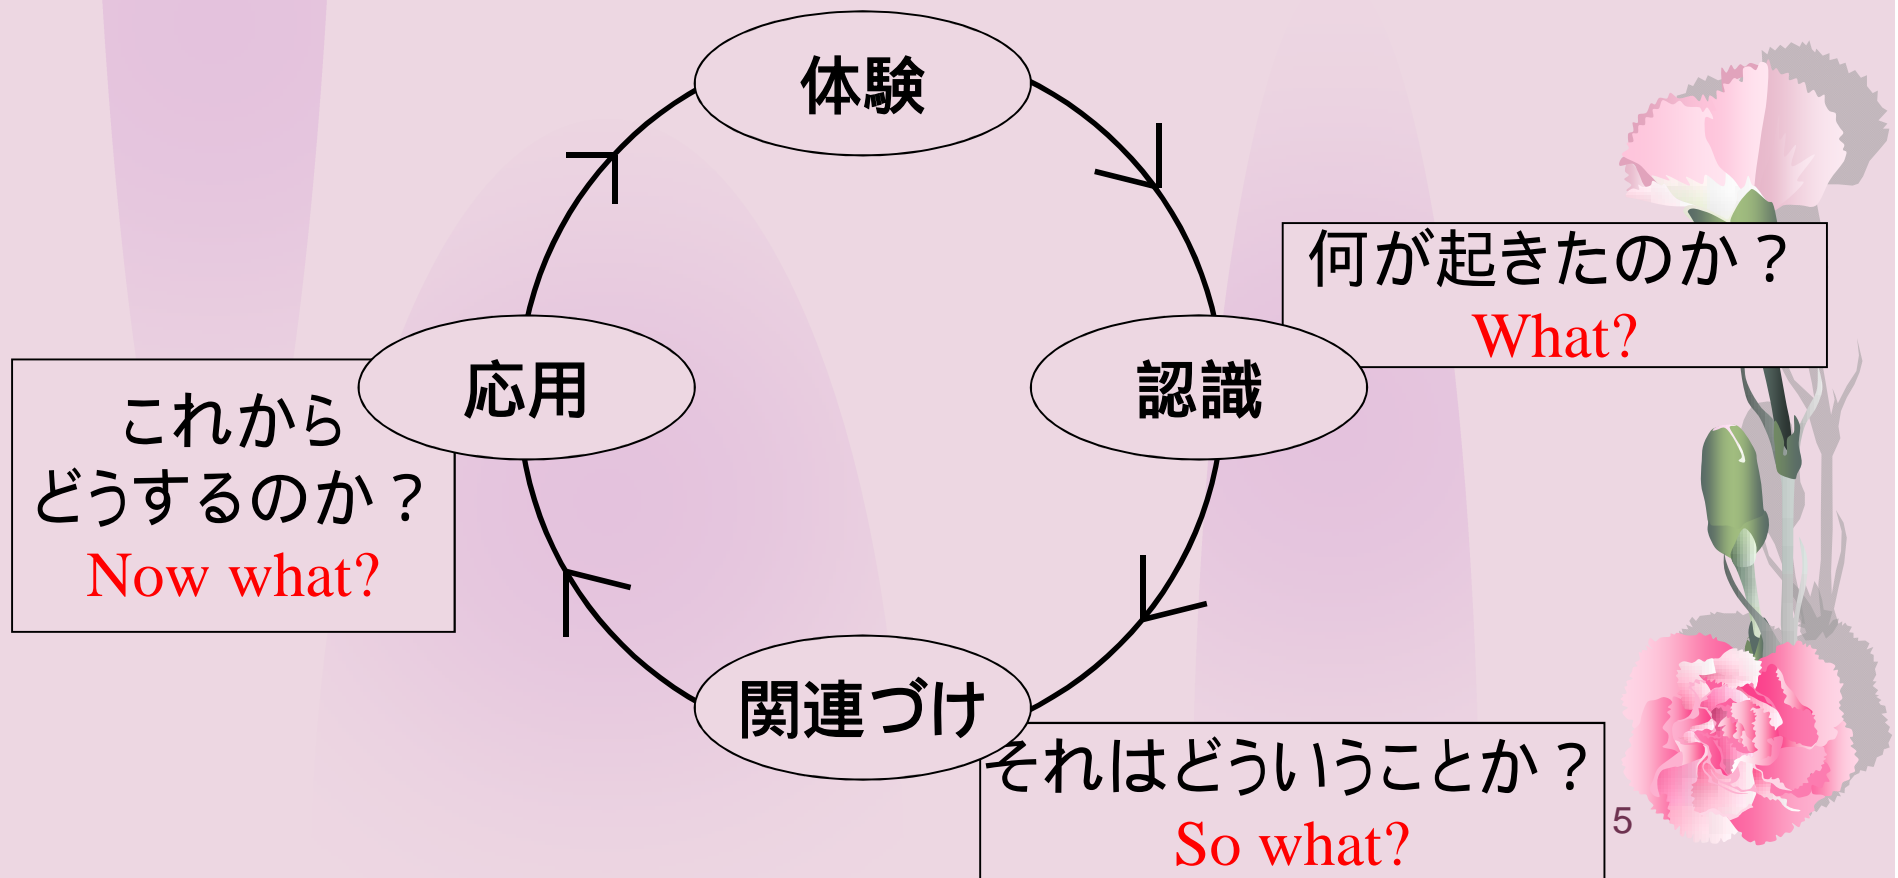 体験
何が起きたのか？
What?
認識
応用
これから
どうするのか？
Now what?
関連づけ
それはどういうことか？
So what?
5